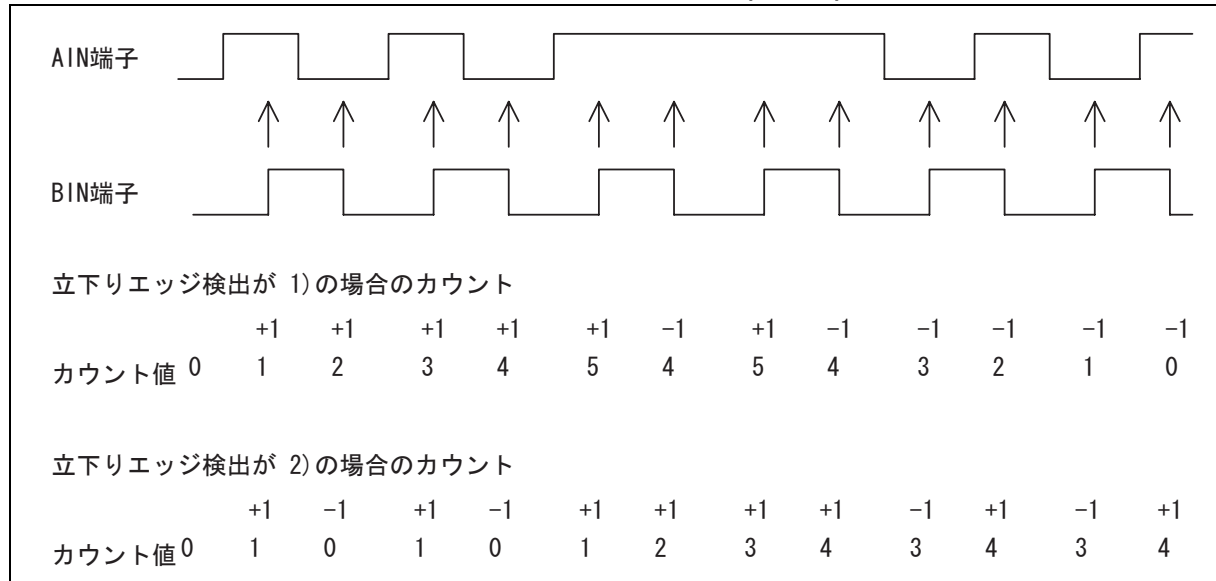 AIN端子
BIN端子
立下りエッジ検出が 1)の場合のカウント
+1 +1 +1 +1 +1 -1 +1 -1 -1 -1 -1 -1
カウント値 0 1 2 3 4 5 4 5 4 3 2 1 0
立下りエッジ検出が 2)の場合のカウント
+1 -1 +1 -1 +1 +1 +1 +1 -1 +1 -1 +1
カウント値 0 1 0 1 0 1 2 3 4 3 4 3 4